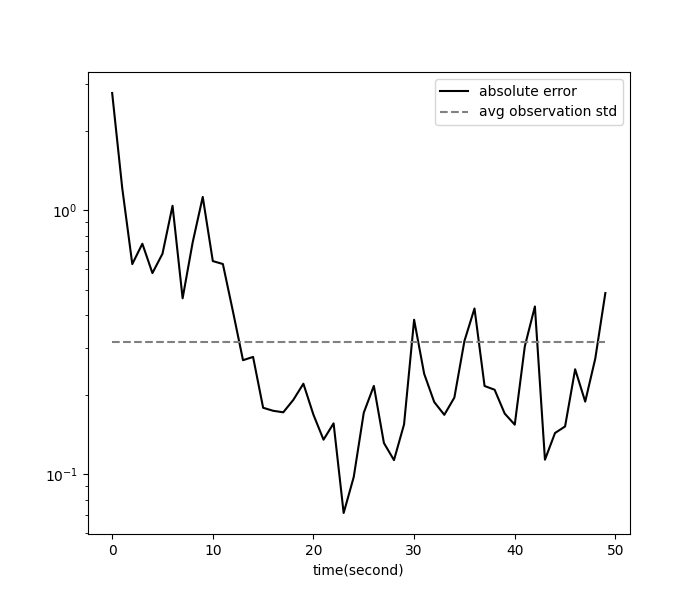 absolute error
avg observation std
10⁰
10⁻¹
0 10 20 30 40 50
time(second)